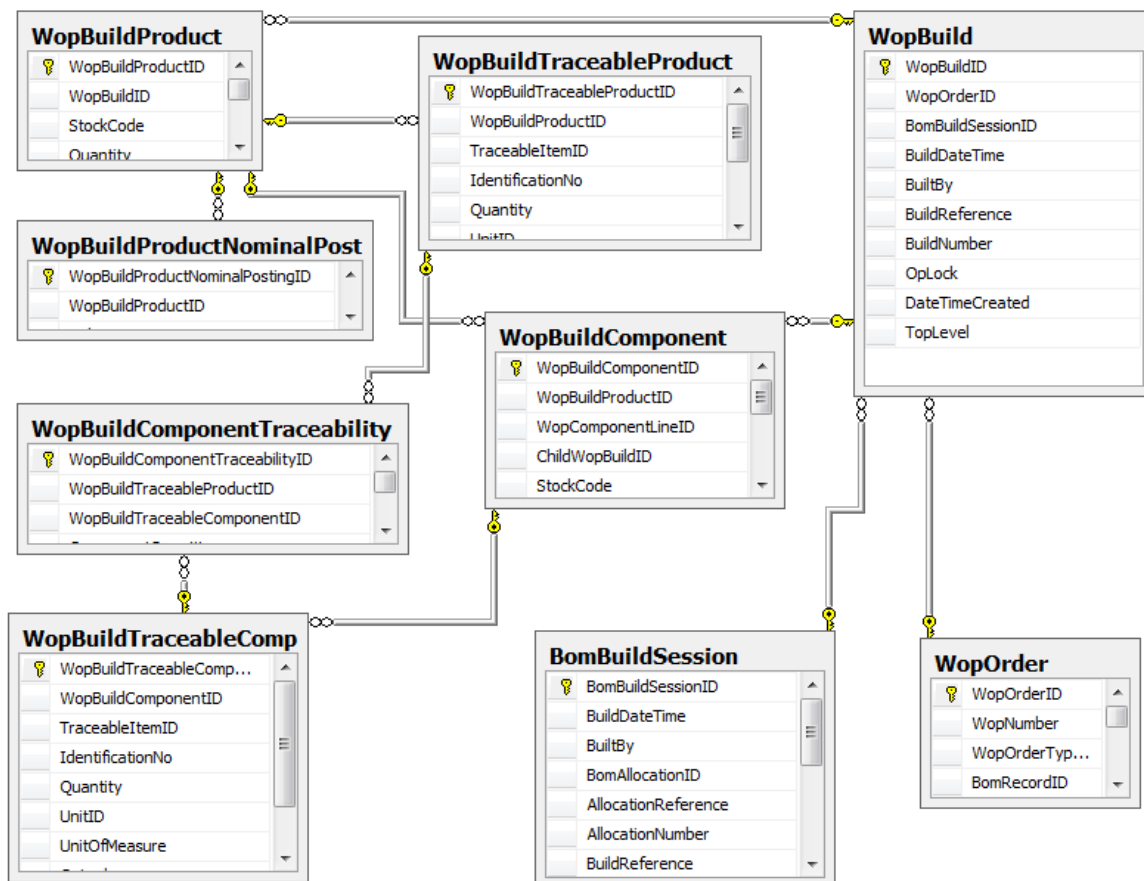 WopBuildProduct
WopBuildProductID
WopBuildID
StockCode
Quantity
WopBuildTraceableProduct
WopBuildTraceableProductID
WopBuildProductID
TraceableItemID
IdentificationNo
Quantity
UnitID
WopBuild
WopBuildID
WopOrderID
BomBuildSessionID
BuildDateTime
BuiltBy
BuildReference
BuildNumber
OpLock
DateTimeCreated
TopLevel
WopBuildProductNominalPost
WopBuildProductNominalPostingID
WopBuildProductID
WopBuildComponent
WopBuildComponentID
WopBuildProductID
WopComponentLineID
ChildWopBuildID
StockCode
WopBuildComponentTraceability
WopBuildComponentTraceabilityID
WopBuildTraceableProductID
WopBuildTraceableComponentID
WopBuildTraceableComp
WopBuildTraceableComp...
WopBuildComponentID
TraceableItemID
IdentificationNo
Quantity
UnitID
UnitOfMeasure
BomBuildSession
BomBuildSessionID
BuildDateTime
BuiltBy
BomAllocationID
AllocationReference
AllocationNumber
BuildReference
WopOrder
WopOrderID
WopNumber
WopOrderTyp...
BomRecordID